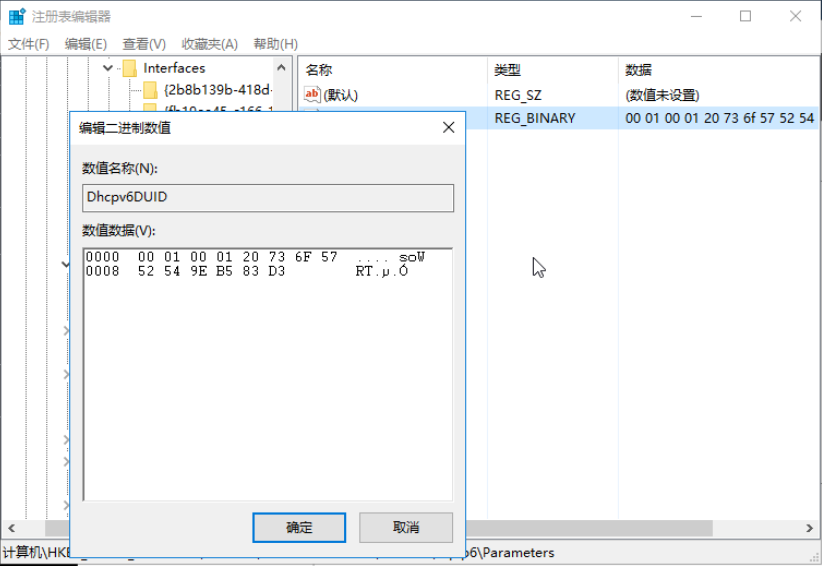 注册表编辑器
文件(F) 编辑(E) 查看(V) 收藏夹(A) 帮助(H)
Interfaces
{2b8b139b-418d-
名称 类型 数据
ab (默认) REG_SZ (数值未设置)
REG_BINARY 00 01 00 01 20 73 6f 57 52 54
编辑二进制数值
数值名称(N):
Dhcpv6DUID
数值数据(V):
0000 00 01 00 01 20 73 6F 57 .... soW
0008 52 54 9E B5 83 D3 RT.µ.Ó
确定 取消
计算机\HKE p6\Parameters